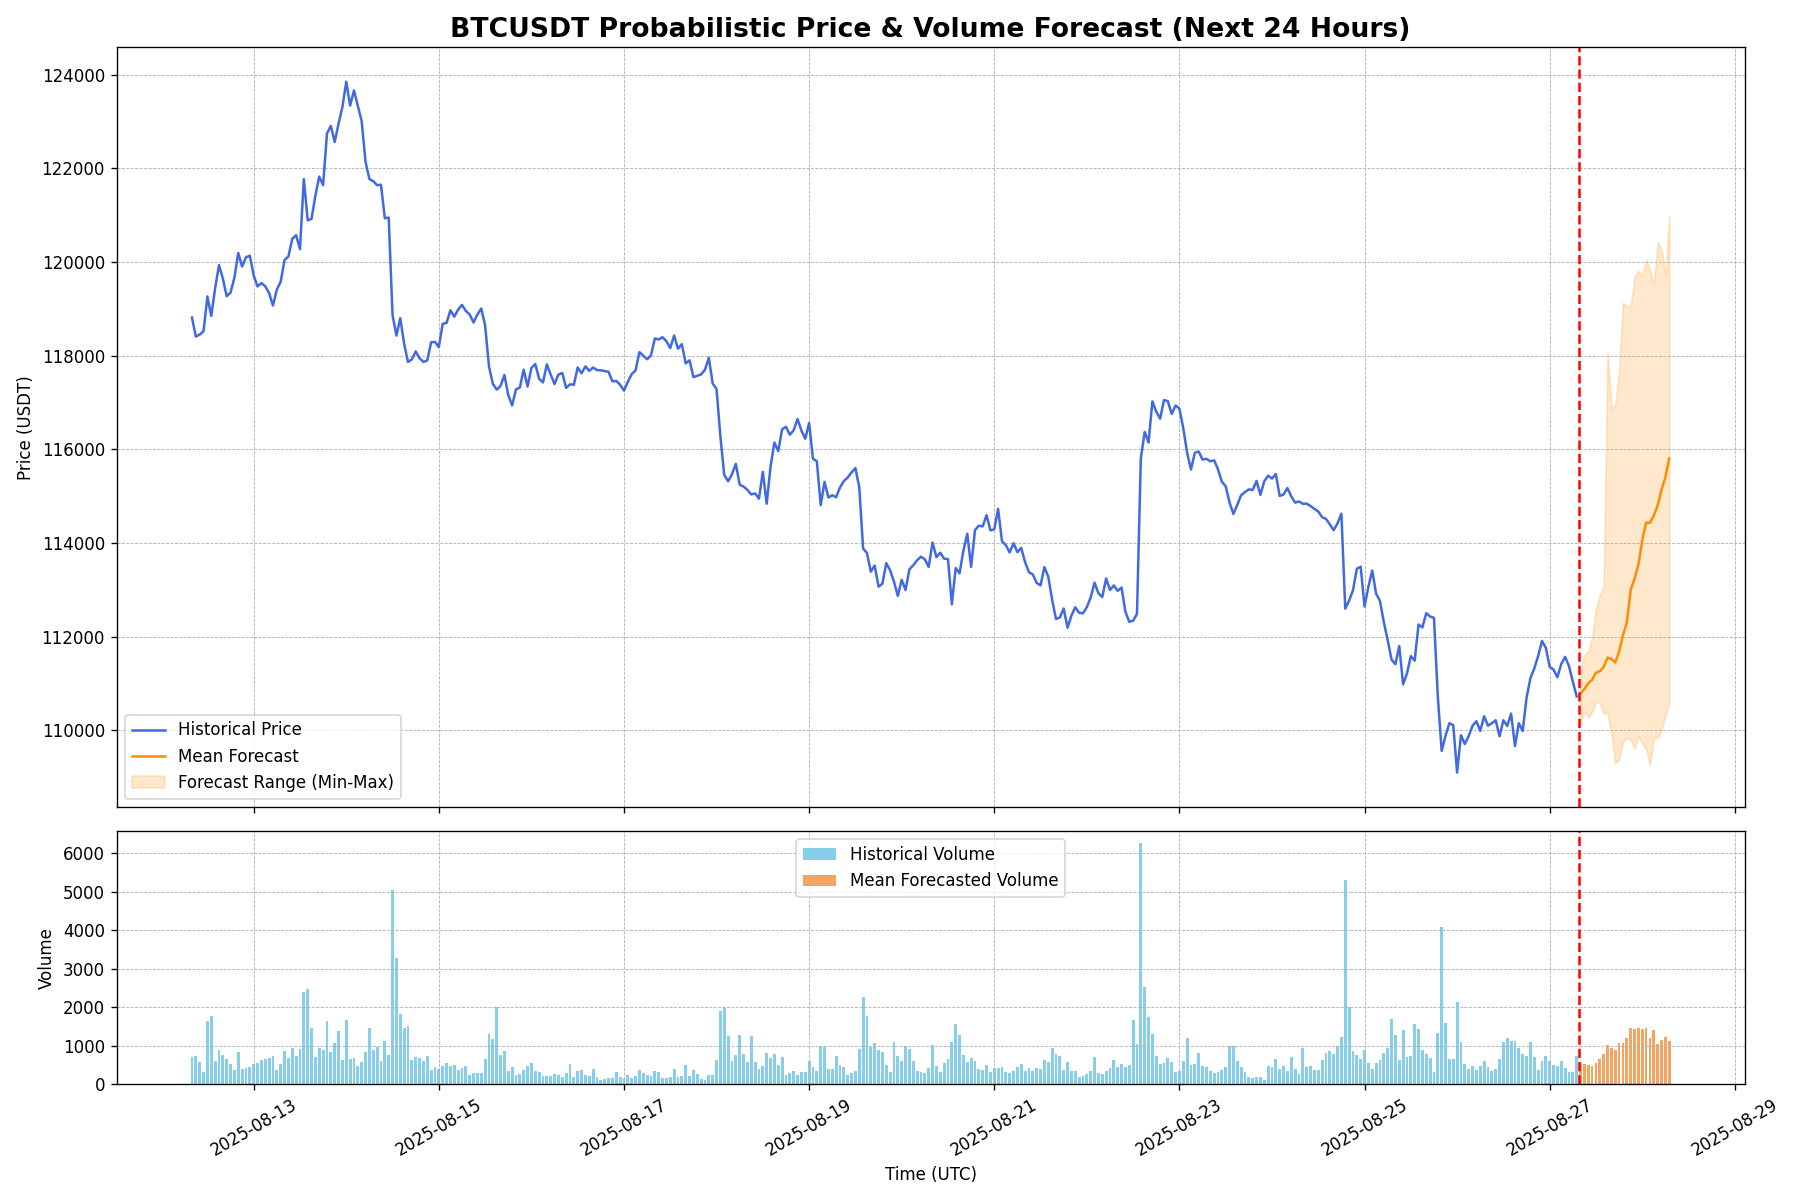 BTCUSDT Probabilistic Price & Volume Forecast (Next 24 Hours)
Price (USDT)
124000
122000
120000
118000
116000
114000
112000
110000
Historical Price
Mean Forecast
Forecast Range (Min-Max)
Volume
6000
5000
4000
3000
2000
1000
0
Historical Volume
Mean Forecasted Volume
2025-08-13
2025-08-15
2025-08-17
2025-08-19
2025-08-21
2025-08-23
2025-08-25
2025-08-27
2025-08-29
Time (UTC)